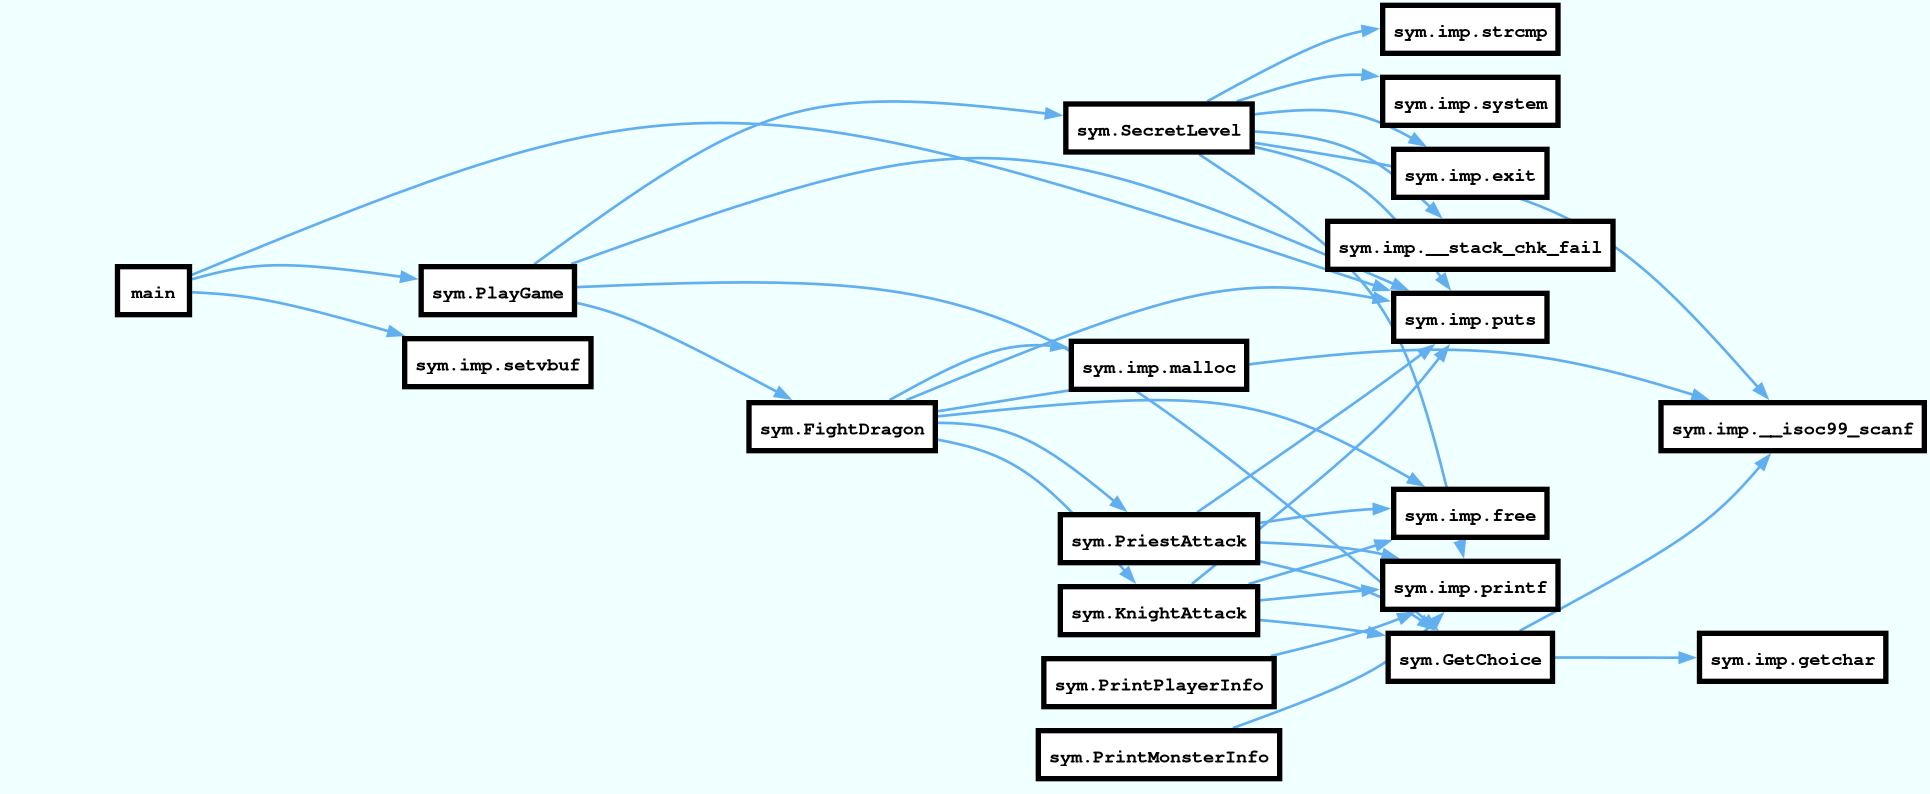 sym.imp.strcmp
sym.imp.system
sym.SecretLevel
sym.imp.exit
sym.imp.__stack_chk_fail
main
sym.PlayGame
sym.imp.puts
sym.imp.setvbuf
sym.imp.malloc
sym.FightDragon
sym.imp.__isoc99_scanf
sym.imp.free
sym.PriestAttack
sym.imp.printf
sym.KnightAttack
sym.GetChoice
sym.imp.getchar
sym.PrintPlayerInfo
sym.PrintMonsterInfo